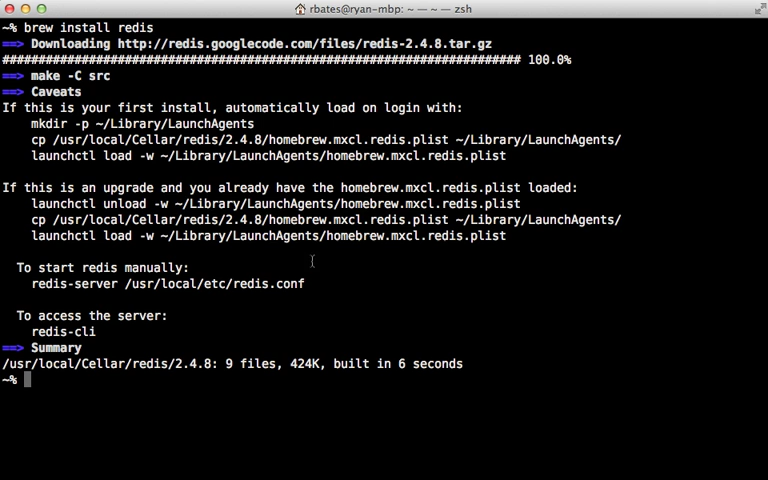 rbates@ryan-mbp: ~ — ~ — zsh
~% brew install redis
==> Downloading http://redis.googlecode.com/files/redis-2.4.8.tar.gz
######################################################################## 100.0%
==> make -C src
==> Caveats
If this is your first install, automatically load on login with:
    mkdir -p ~/Library/LaunchAgents
    cp /usr/local/Cellar/redis/2.4.8/homebrew.mxcl.redis.plist ~/Library/LaunchAgents/
    launchctl load -w ~/Library/LaunchAgents/homebrew.mxcl.redis.plist
If this is an upgrade and you already have the homebrew.mxcl.redis.plist loaded:
    launchctl unload -w ~/Library/LaunchAgents/homebrew.mxcl.redis.plist
    cp /usr/local/Cellar/redis/2.4.8/homebrew.mxcl.redis.plist ~/Library/LaunchAgents/
    launchctl load -w ~/Library/LaunchAgents/homebrew.mxcl.redis.plist
  To start redis manually:
    redis-server /usr/local/etc/redis.conf
  To access the server:
    redis-cli
==> Summary
/usr/local/Cellar/redis/2.4.8: 9 files, 424K, built in 6 seconds
~%